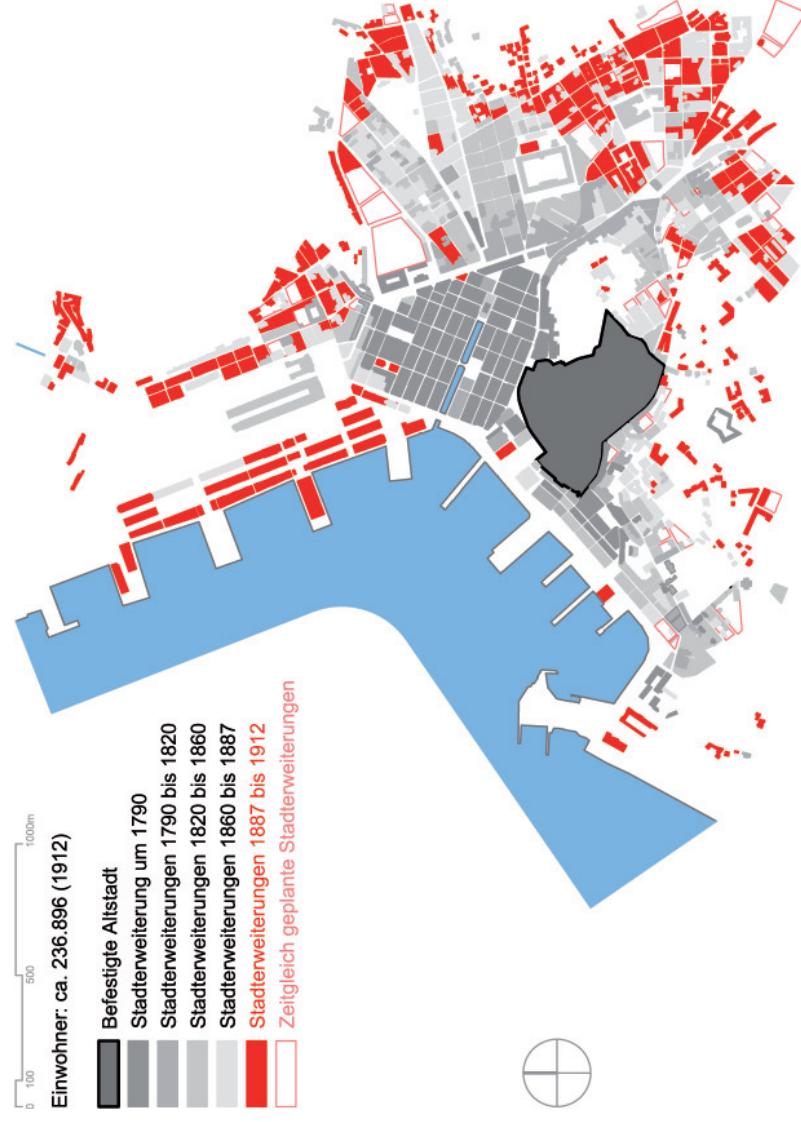 0 100 500 1000m
Einwohner: ca. 236.896 (1912)
Befestigte Altstadt
Stadterweiterung um 1790
Stadterweiterungen 1790 bis 1820
Stadterweiterungen 1820 bis 1860
Stadterweiterungen 1860 bis 1887
Stadterweiterungen 1887 bis 1912
Zeitgleich geplante Stadterweiterungen